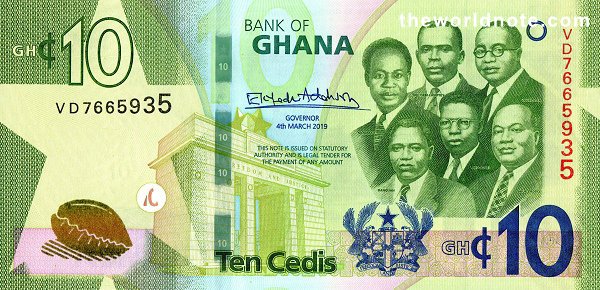 theworldnote.com
BANK OF
GHANA
GH₵10
VD7665935
VD7665935
GOVERNOR
4TH MARCH 2019
THIS NOTE IS ISSUED ON STATUTORY
AUTHORITY AND IS LEGAL TENDER FOR
THE PAYMENT OF ANY AMOUNT
FREEDOM AND JUSTICE
Ten Cedis
GH₵10